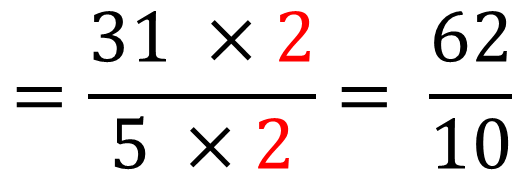 = 31 × 2 / 5 × 2 = 62 / 10